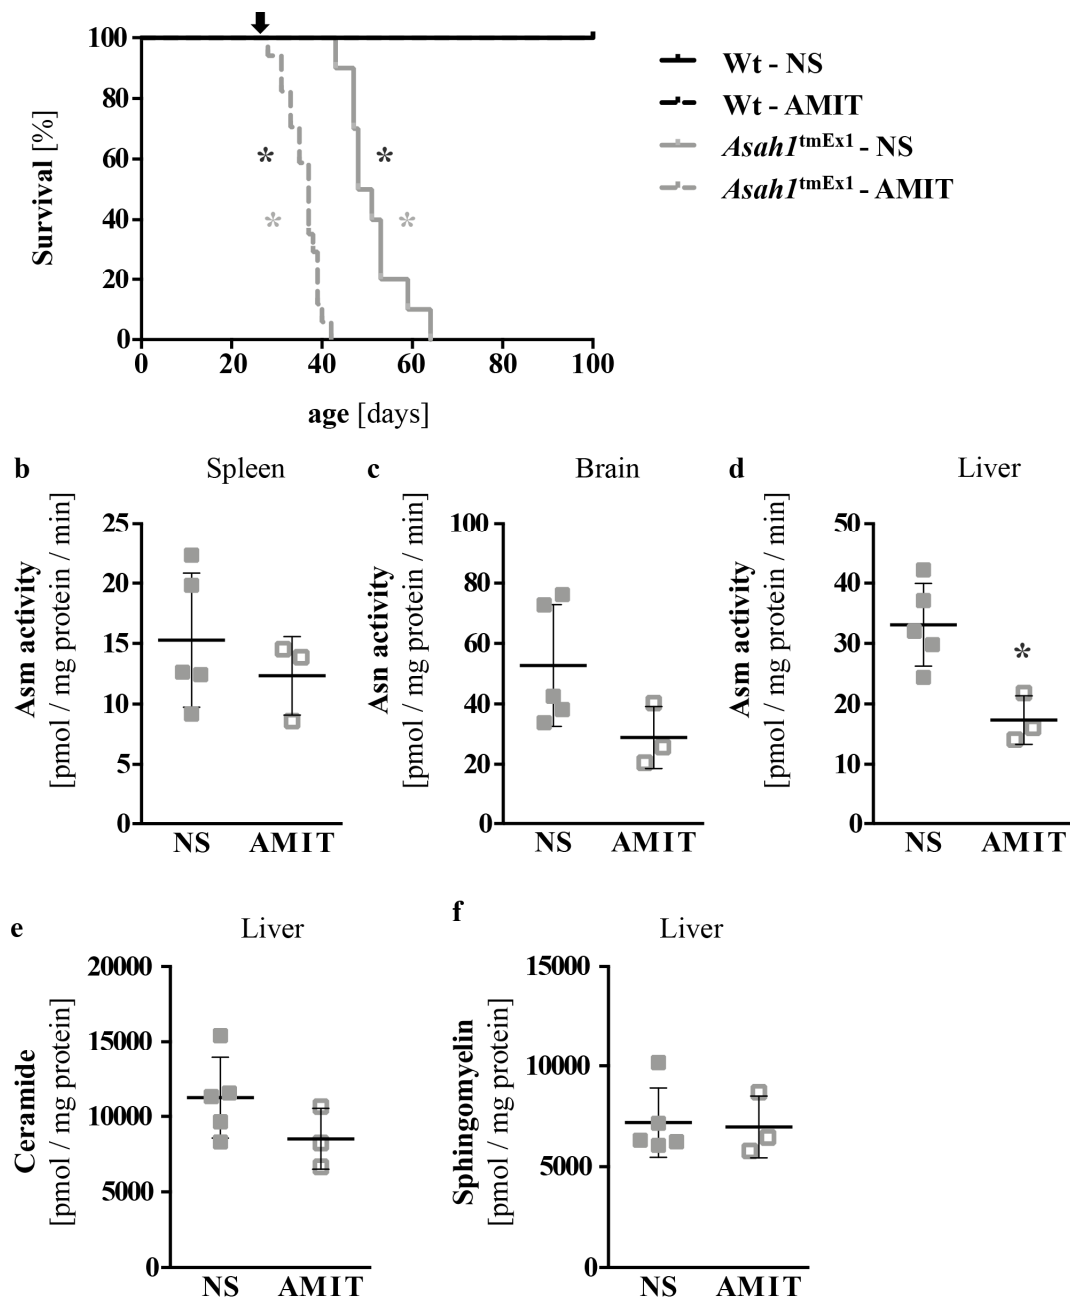 100
80
60
40
20
0
Survival [%]
0 20 40 60 80 100
age [days]
*
*
*
*
Wt - NS
Wt - AMIT
Asah1tmEx1 - NS
Asah1tmEx1 - AMIT
b
Spleen
Asm activity
[pmol / mg protein / min]
25
20
15
10
5
0
NS AMIT
c
Brain
Asn activity
[pmol / mg protein / min]
100
80
60
40
20
0
NS AMIT
d
Liver
Asm activity
[pmol / mg protein / min]
50
40
30
20
10
0
*
NS AMIT
e
Liver
Ceramide
[pmol / mg protein]
20000
15000
10000
5000
0
NS AMIT
f
Liver
Sphingomyelin
[pmol / mg protein]
15000
10000
5000
0
NS AMIT